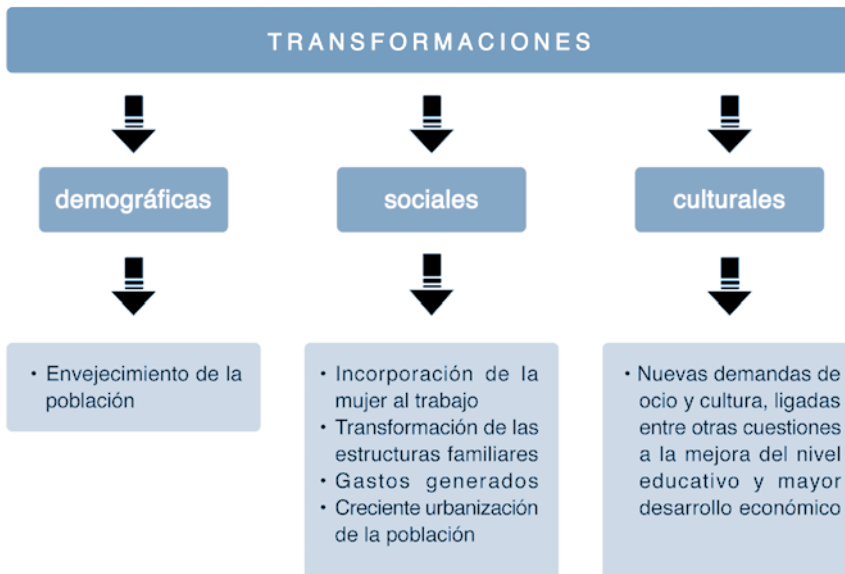 TRANSFORMACIONES
demográficas
sociales
culturales
• Envejecimiento de la
población
• Incorporación de la
mujer al trabajo
• Transformación de las
estructuras familiares
• Gastos generados
• Creciente urbanización
de la población
• Nuevas demandas de
ocio y cultura, ligadas
entre otras cuestiones
a la mejora del nivel
educativo y mayor
desarrollo económico